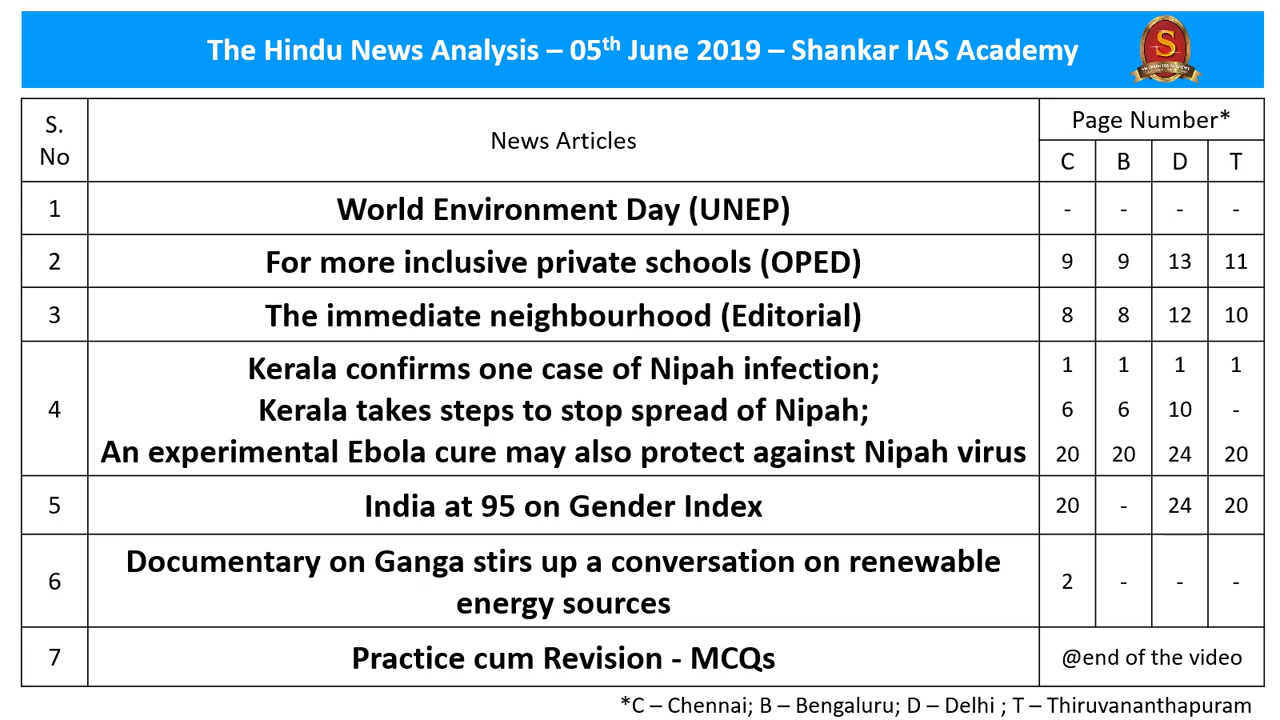 The Hindu News Analysis – 05th June 2019 – Shankar IAS Academy
S
S. No
News Articles
Page Number*
C B D T
1 World Environment Day (UNEP) - - - -
2 For more inclusive private schools (OPED) 9 9 13 11
3 The immediate neighbourhood (Editorial) 8 8 12 10
4
Kerala confirms one case of Nipah infection; 1 1 1 1
Kerala takes steps to stop spread of Nipah; 6 6 10 -
An experimental Ebola cure may also protect against Nipah virus 20 20 24 20
5 India at 95 on Gender Index 20 - 24 20
6
Documentary on Ganga stirs up a conversation on renewable
energy sources
2 - - -
7 Practice cum Revision - MCQs @end of the video
*C – Chennai; B – Bengaluru; D – Delhi ; T – Thiruvananthapuram